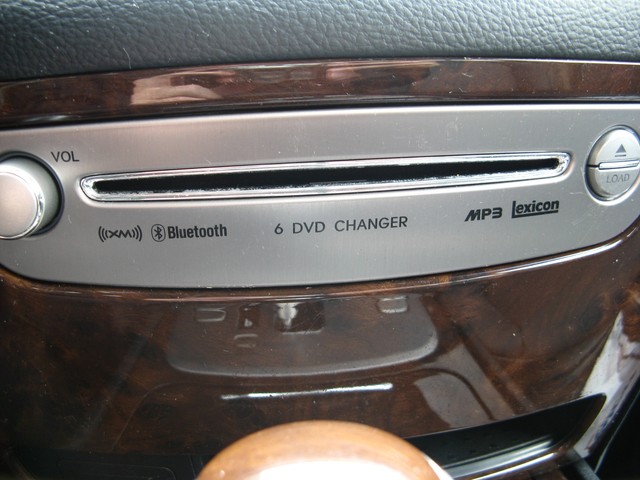 VOL
LOAD
((XM)) Bluetooth 6 DVD CHANGER MP3 Lexicon